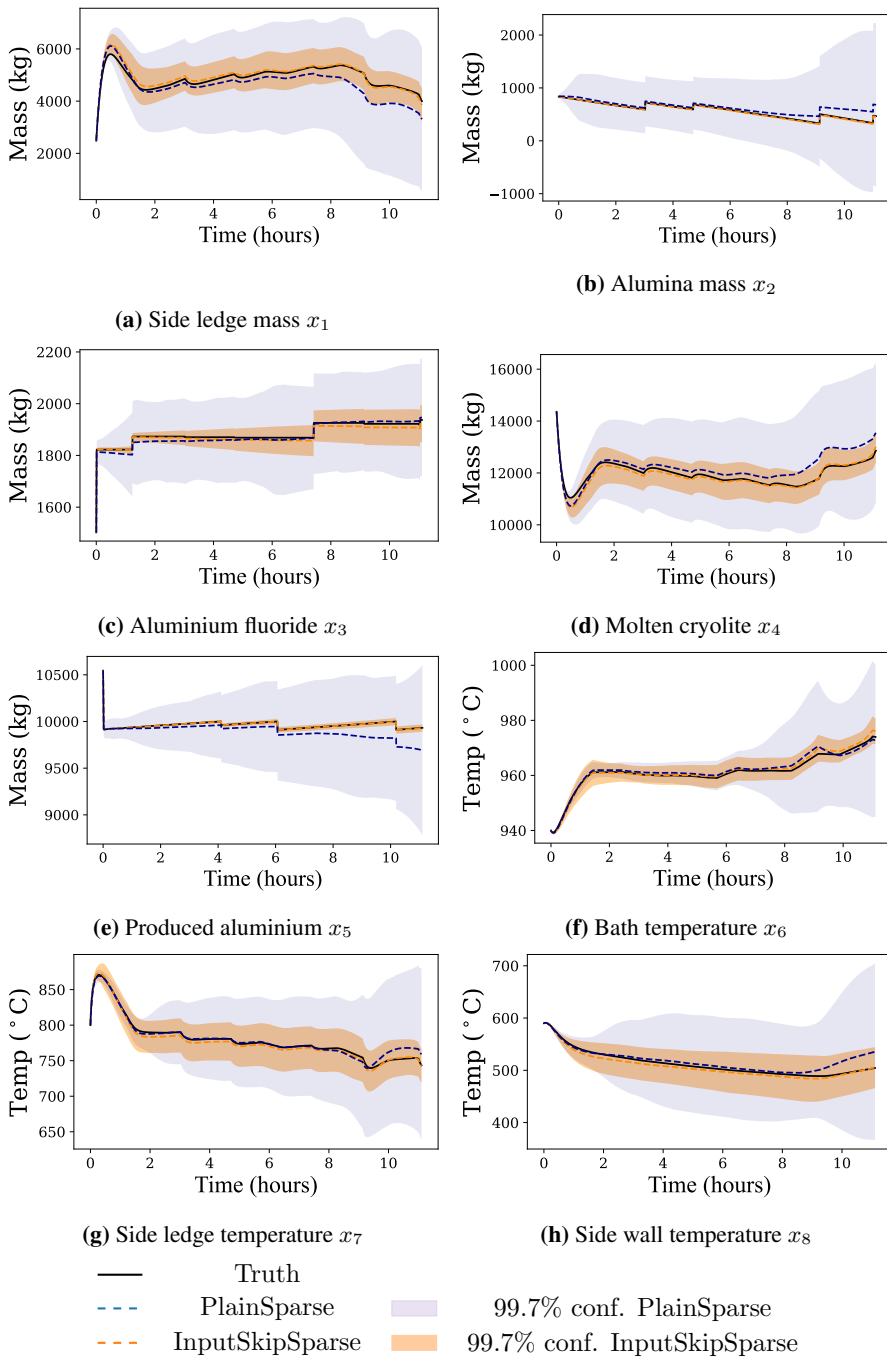 6000
4000
2000
Mass (kg)
0 2 4 6 8 10
Time (hours)
(a) Side ledge mass x₁
2000
1000
0
−1000
Mass (kg)
0 2 4 6 8 10
Time (hours)
(b) Alumina mass x₂
2200
2000
1800
1600
Mass (kg)
0 2 4 6 8 10
Time (hours)
(c) Aluminium fluoride x₃
16000
14000
12000
10000
Mass (kg)
0 2 4 6 8 10
Time (hours)
(d) Molten cryolite x₄
10500
10000
9500
9000
Mass (kg)
0 2 4 6 8 10
Time (hours)
(e) Produced aluminium x₅
1000
980
960
940
Temp (°C)
0 2 4 6 8 10
Time (hours)
(f) Bath temperature x₆
850
800
750
700
650
Temp (°C)
0 2 4 6 8 10
Time (hours)
(g) Side ledge temperature x₇
700
600
500
400
Temp (°C)
0 2 4 6 8 10
Time (hours)
(h) Side wall temperature x₈
Truth
PlainSparse 99.7% conf. PlainSparse
InputSkipSparse 99.7% conf. InputSkipSparse